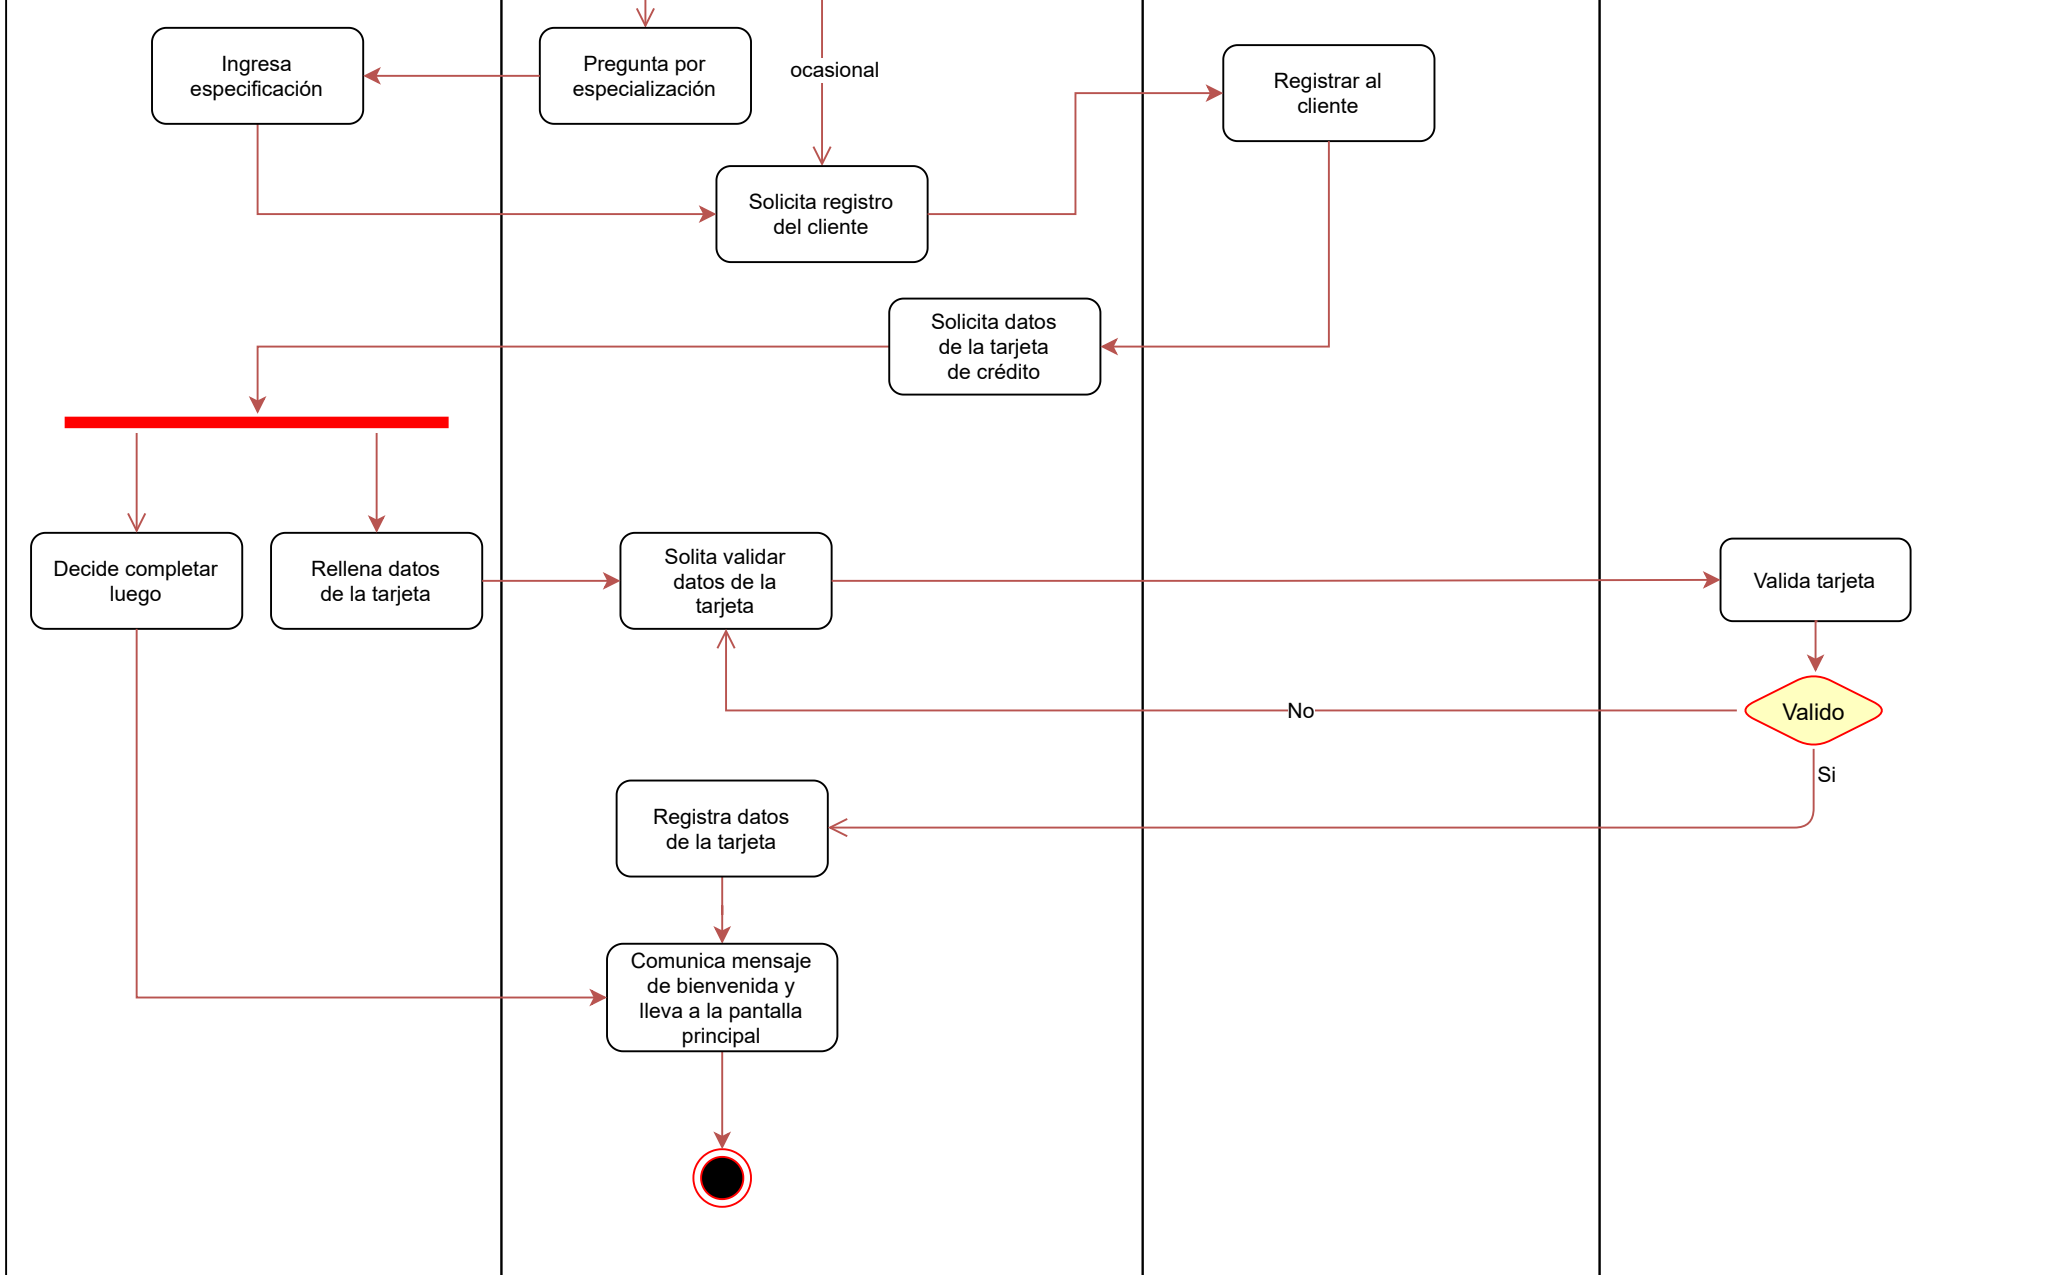 Ingresa
especificación
Pregunta por
especialización
ocasional
Registrar al
cliente
Solicita registro
del cliente
Solicita datos
de la tarjeta
de crédito
Decide completar
luego
Rellena datos
de la tarjeta
Solita validar
datos de la
tarjeta
Valida tarjeta
No
Valido
Si
Registra datos
de la tarjeta
Comunica mensaje
de bienvenida y
lleva a la pantalla
principal